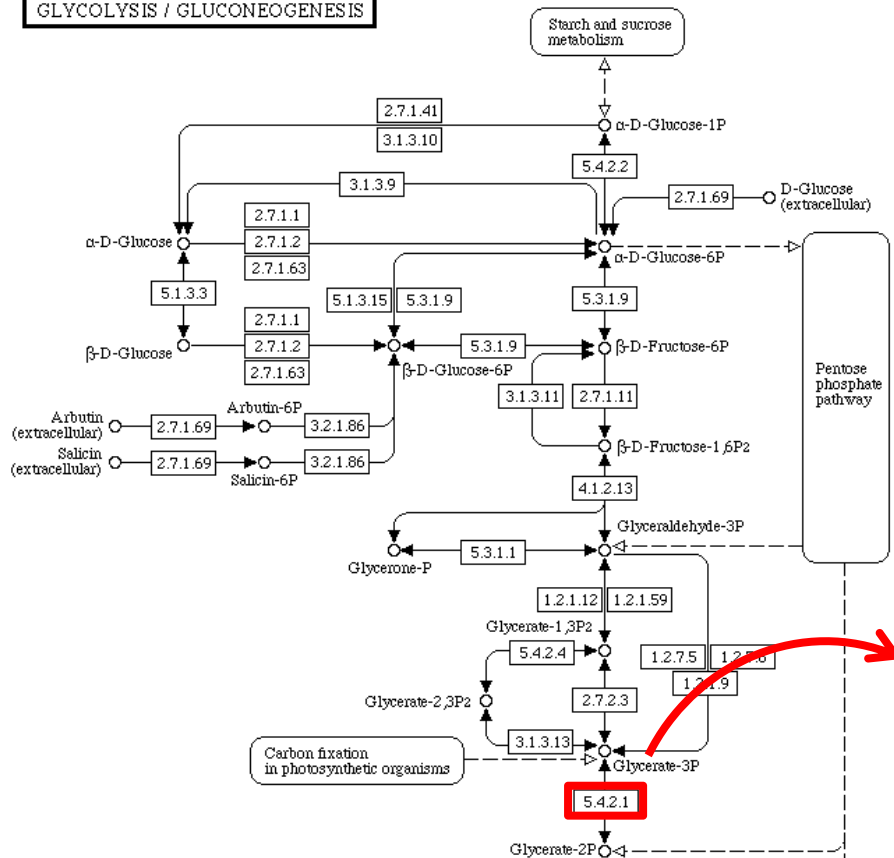 GLYCOLYSIS / GLUCONEOGENESIS
Starch and sucrose
metabolism
2.7.1.41
α-D-Glucose-1P
3.1.3.10
5.4.2.2
3.1.3.9
2.7.1.69
D-Glucose
(extracellular)
2.7.1.1
α-D-Glucose
2.7.1.2
α-D-Glucose-6P
2.7.1.63
5.1.3.3
5.1.3.15
5.3.1.9
5.3.1.9
2.7.1.1
β-D-Glucose
2.7.1.2
5.3.1.9
β-D-Fructose-6P
2.7.1.63
β-D-Glucose-6P
Pentose
phosphate
pathway
3.1.3.11
2.7.1.11
Arbutin
(extracellular)
2.7.1.69
Arbutin-6P
3.2.1.86
β-D-Fructose-1,6P2
Salicin
(extracellular)
2.7.1.69
Salicin-6P
3.2.1.86
4.1.2.13
Glyceraldehyde-3P
5.3.1.1
Glycerone-P
1.2.1.12
1.2.1.59
Glycerate-1,3P2
5.4.2.4
1.2.7.5
1.2.1.9
Glycerate-2,3P2
2.7.2.3
3.1.3.13
Carbon fixation
in photosynthetic organisms
Glycerate-3P
5.4.2.1
Glycerate-2P